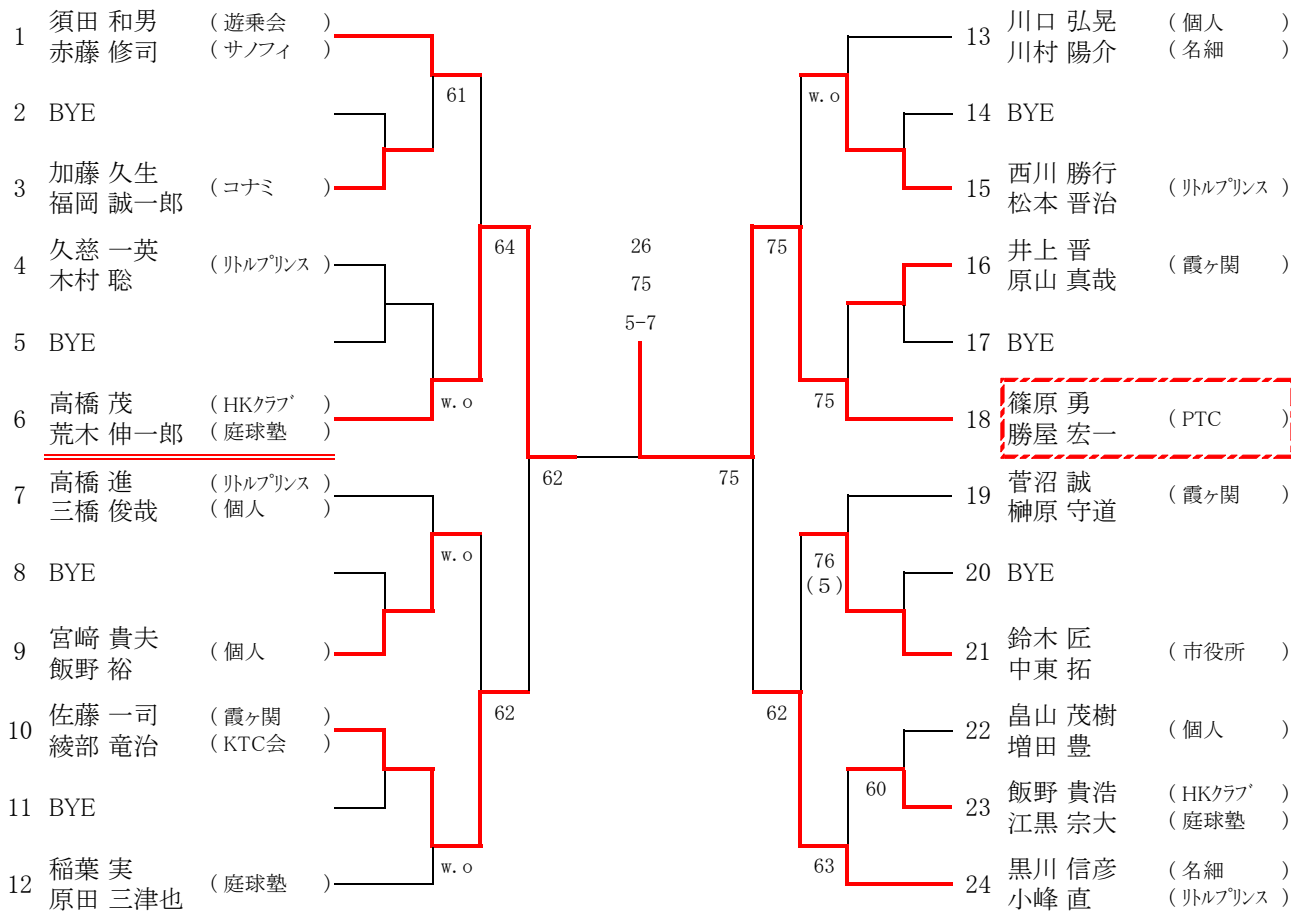 1 須田 和男 ( 遊乗会 )
赤藤 修司 ( サノフィ )
2 BYE
3 加藤 久生
福岡 誠一郎 ( コナミ )
4 久慈 一英
木村 聡 ( リトルプリンス )
5 BYE
6 高橋 茂 ( HKクラブ )
荒木 伸一郎 ( 庭球塾 )
7 高橋 進 ( リトルプリンス )
三橋 俊哉 ( 個人 )
8 BYE
9 宮﨑 貴夫
飯野 裕 ( 個人 )
10 佐藤 一司 ( 霞ヶ関 )
綾部 竜治 ( KTC会 )
11 BYE
12 稲葉 実
原田 三津也 ( 庭球塾 )
61
w.o
w.o
w.o
64
62
62
26
75
5-7
75
75
62
w.o
75
76
(5)
60
63
13 川口 弘晃 ( 個人 )
川村 陽介 ( 名細 )
14 BYE
15 西川 勝行
松本 晋治 ( リトルプリンス )
16 井上 晋
原山 真哉 ( 霞ヶ関 )
17 BYE
18 篠原 勇
勝屋 宏一 ( PTC )
19 菅沼 誠
榊原 守道 ( 霞ヶ関 )
20 BYE
21 鈴木 匠
中東 拓 ( 市役所 )
22 畠山 茂樹
増田 豊 ( 個人 )
23 飯野 貴浩 ( HKクラブ )
江黒 宗大 ( 庭球塾 )
24 黒川 信彦 ( 名細 )
小峰 直 ( リトルプリンス )